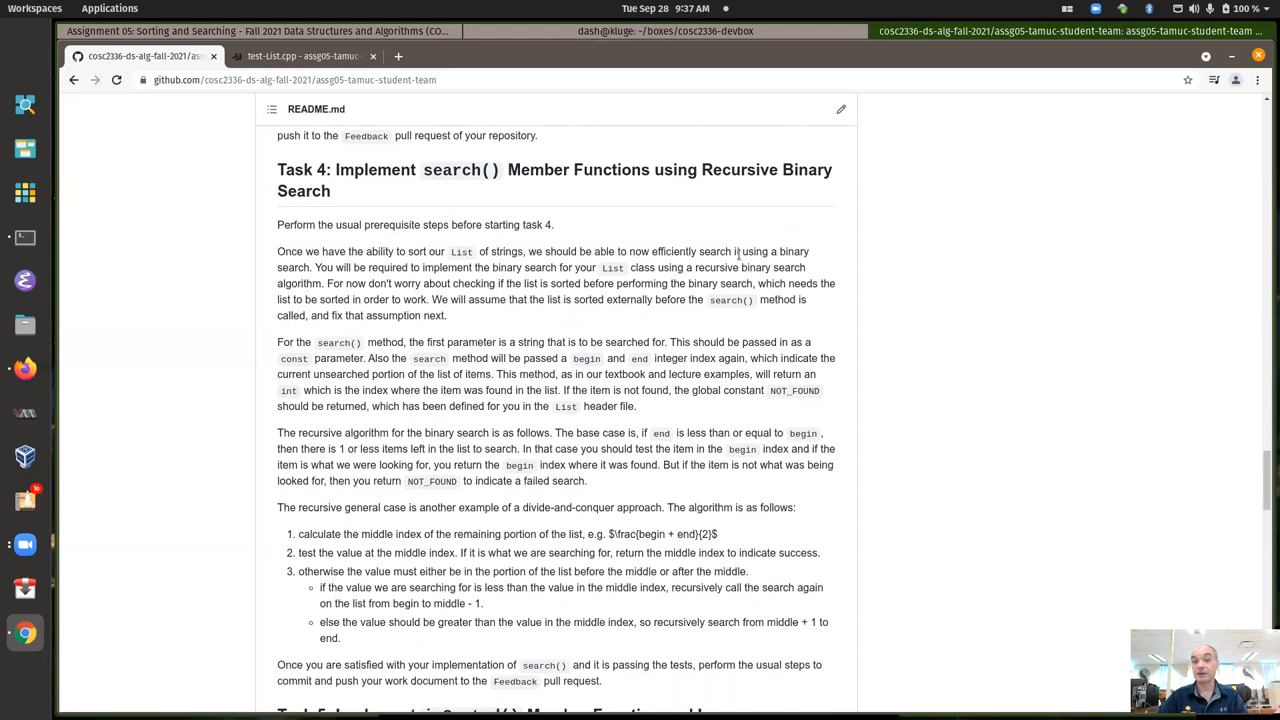 Workspaces
Applications
Tue Sep 28 9:37 AM
100 %
Assignment 05: Sorting and Searching - Fall 2021 Data Structures and Algorithms (CO...
dash@kluge: ~/boxes/cosc2336-devbox
cosc2336-ds-alg-fall-2021/assg05-tamuc-student-team: assg05-tamuc-student-team ...
cosc2336-ds-alg-fall-2021/
test-List.cpp - assg05-tamuc-
github.com/cosc2336-ds-alg-fall-2021/assg05-tamuc-student-team
README.md
push it to the Feedback pull request of your repository.
Task 4: Implement search() Member Functions using Recursive Binary
Search
Perform the usual prerequisite steps before starting task 4.
Once we have the ability to sort our List of strings, we should be able to now efficiently search it using a binary
search. You will be required to implement the binary search for your List class using a recursive binary search
algorithm. For now don't worry about checking if the list is sorted before performing the binary search, which needs the
list to be sorted in order to work. We will assume that the list is sorted externally before the search() method is
called, and fix that assumption next.
For the search() method, the first parameter is a string that is to be searched for. This should be passed in as a
const parameter. Also the search method will be passed a begin and end integer index again, which indicate the
current unsearched portion of the list of items. This method, as in our textbook and lecture examples, will return an
int which is the index where the item was found in the list. If the item is not found, the global constant NOT_FOUND
should be returned, which has been defined for you in the List header file.
The recursive algorithm for the binary search is as follows. The base case is, if end is less than or equal to begin,
then there is 1 or less items left in the list to search. In that case you should test the item in the begin index and if the
item is what we were looking for, you return the begin index where it was found. But if the item is not what was being
looked for, then you return NOT_FOUND to indicate a failed search.
The recursive general case is another example of a divide-and-conquer approach. The algorithm is as follows:
1. calculate the middle index of the remaining portion of the list, e.g. $\frac{begin + end}{2}$
2. test the value at the middle index. If it is what we are searching for, return the middle index to indicate success.
3. otherwise the value must either be in the portion of the list before the middle or after the middle.
◦ if the value we are searching for is less than the value in the middle index, recursively call the search again
on the list from begin to middle - 1.
◦ else the value should be greater than the value in the middle index, so recursively search from middle + 1 to
end.
Once you are satisfied with your implementation of search() and it is passing the tests, perform the usual steps to
commit and push your work document to the Feedback pull request.